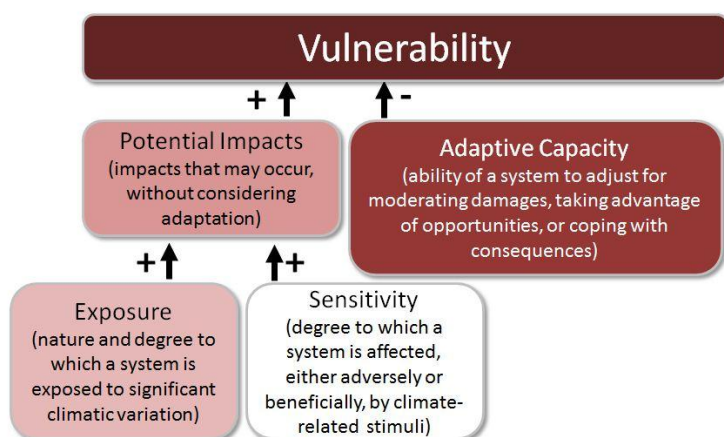 Vulnerability
+ -
Potential Impacts
(impacts that may occur,
without considering
adaptation)
Adaptive Capacity
(ability of a system to adjust for
moderating damages, taking advantage
of opportunities, or coping with
consequences)
+ +
Exposure
(nature and degree to
which a system is
exposed to significant
climatic variation)
Sensitivity
(degree to which a
system is affected,
either adversely or
beneficially, by climate-
related stimuli)